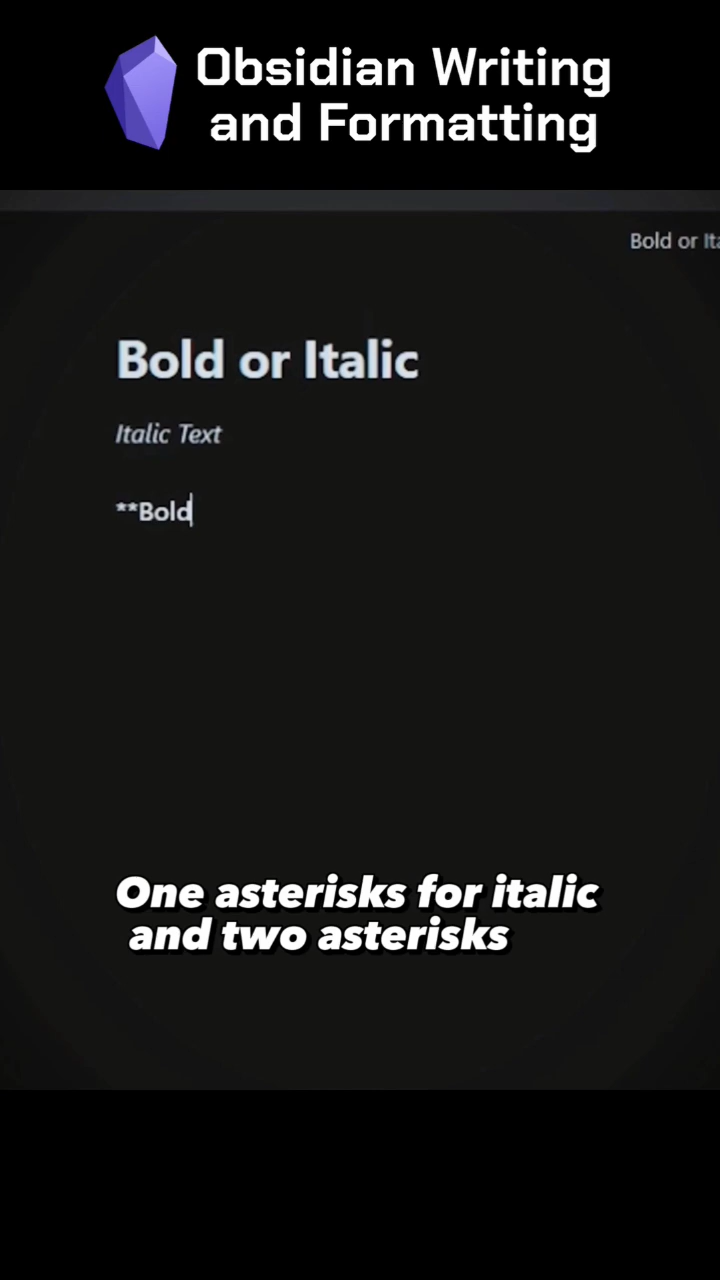 Obsidian Writing
and Formatting
Bold or Ita
Bold or Italic
Italic Text
**Bold
One asterisks for italic
and two asterisks